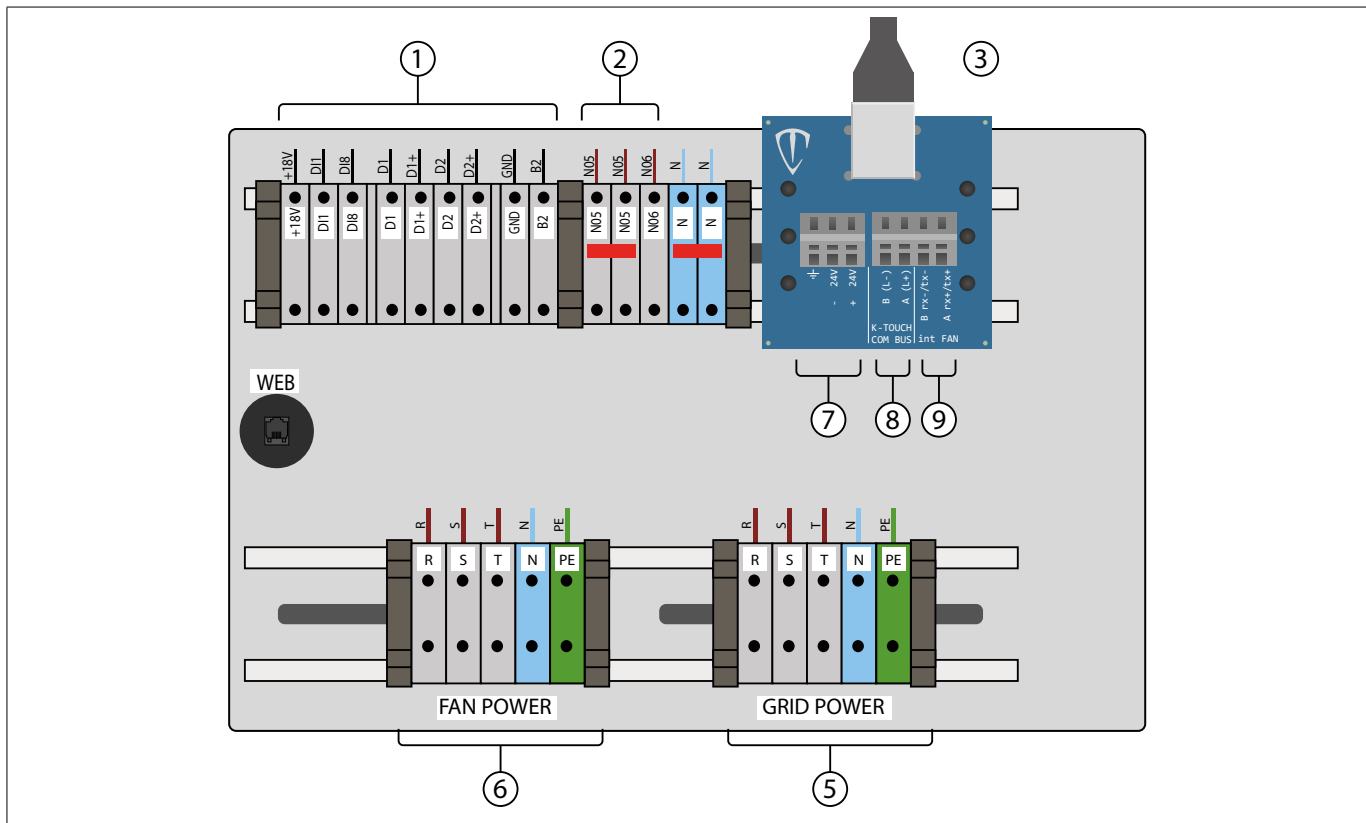 1 2 3
+18V DI1 DI8 D1 D1+ D2 D2+ GND B2 N05 N05 N06 N N
+18V DI1 DI8 D1 D1+ D2 D2+ GND B2 N05 N05 N06 N N
- 24V
+ 24V
B (L-)
A (L+)
B rx-/tx-
A rx+/tx+
K-TOUCH
COM BUS int FAN
7 8 9
WEB
R S T N PE
R S T N PE
FAN POWER
6
R S T N PE
R S T N PE
GRID POWER
5